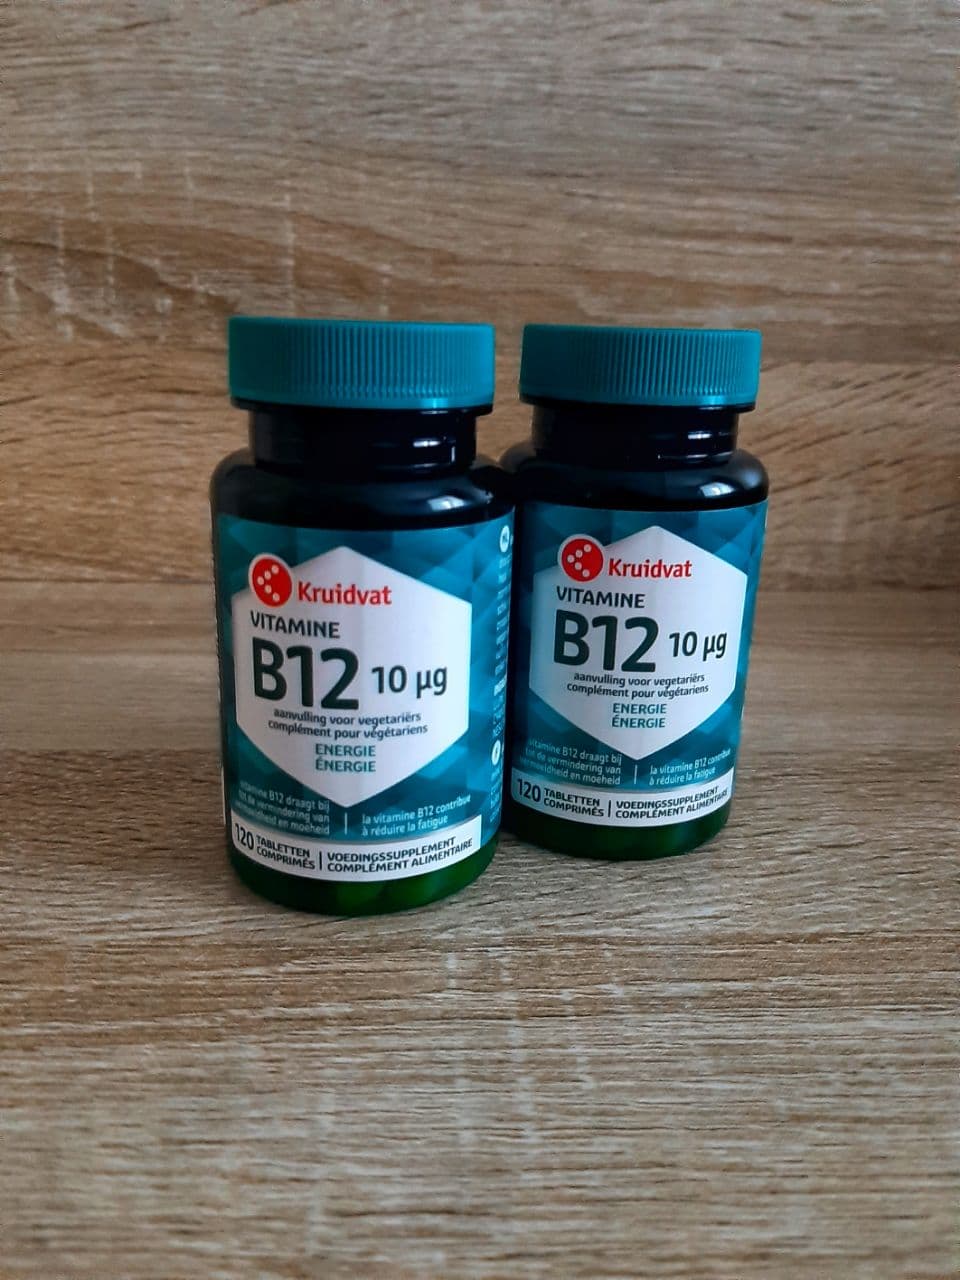 Kruidvat
VITAMINE
B12 10 µg
aanvulling voor vegetariërs
complément pour végétariens
ENERGIE
ÉNERGIE
vitamine B12 draagt bij
tot de vermindering van
vermoeidheid en moeheid
la vitamine B12 contribue
à réduire la fatigue
120 TABLETTEN
COMPRIMÉS
VOEDINGSSUPPLEMENT
COMPLÉMENT ALIMENTAIRE
Kruidvat
VITAMINE
B12 10 µg
aanvulling voor vegetariërs
complément pour végétariens
ENERGIE
ÉNERGIE
vitamine B12 draagt bij
tot de vermindering van
vermoeidheid en moeheid
la vitamine B12 contribue
à réduire la fatigue
120 TABLETTEN
COMPRIMÉS
VOEDINGSSUPPLEMENT
COMPLÉMENT ALIMENTAIRE